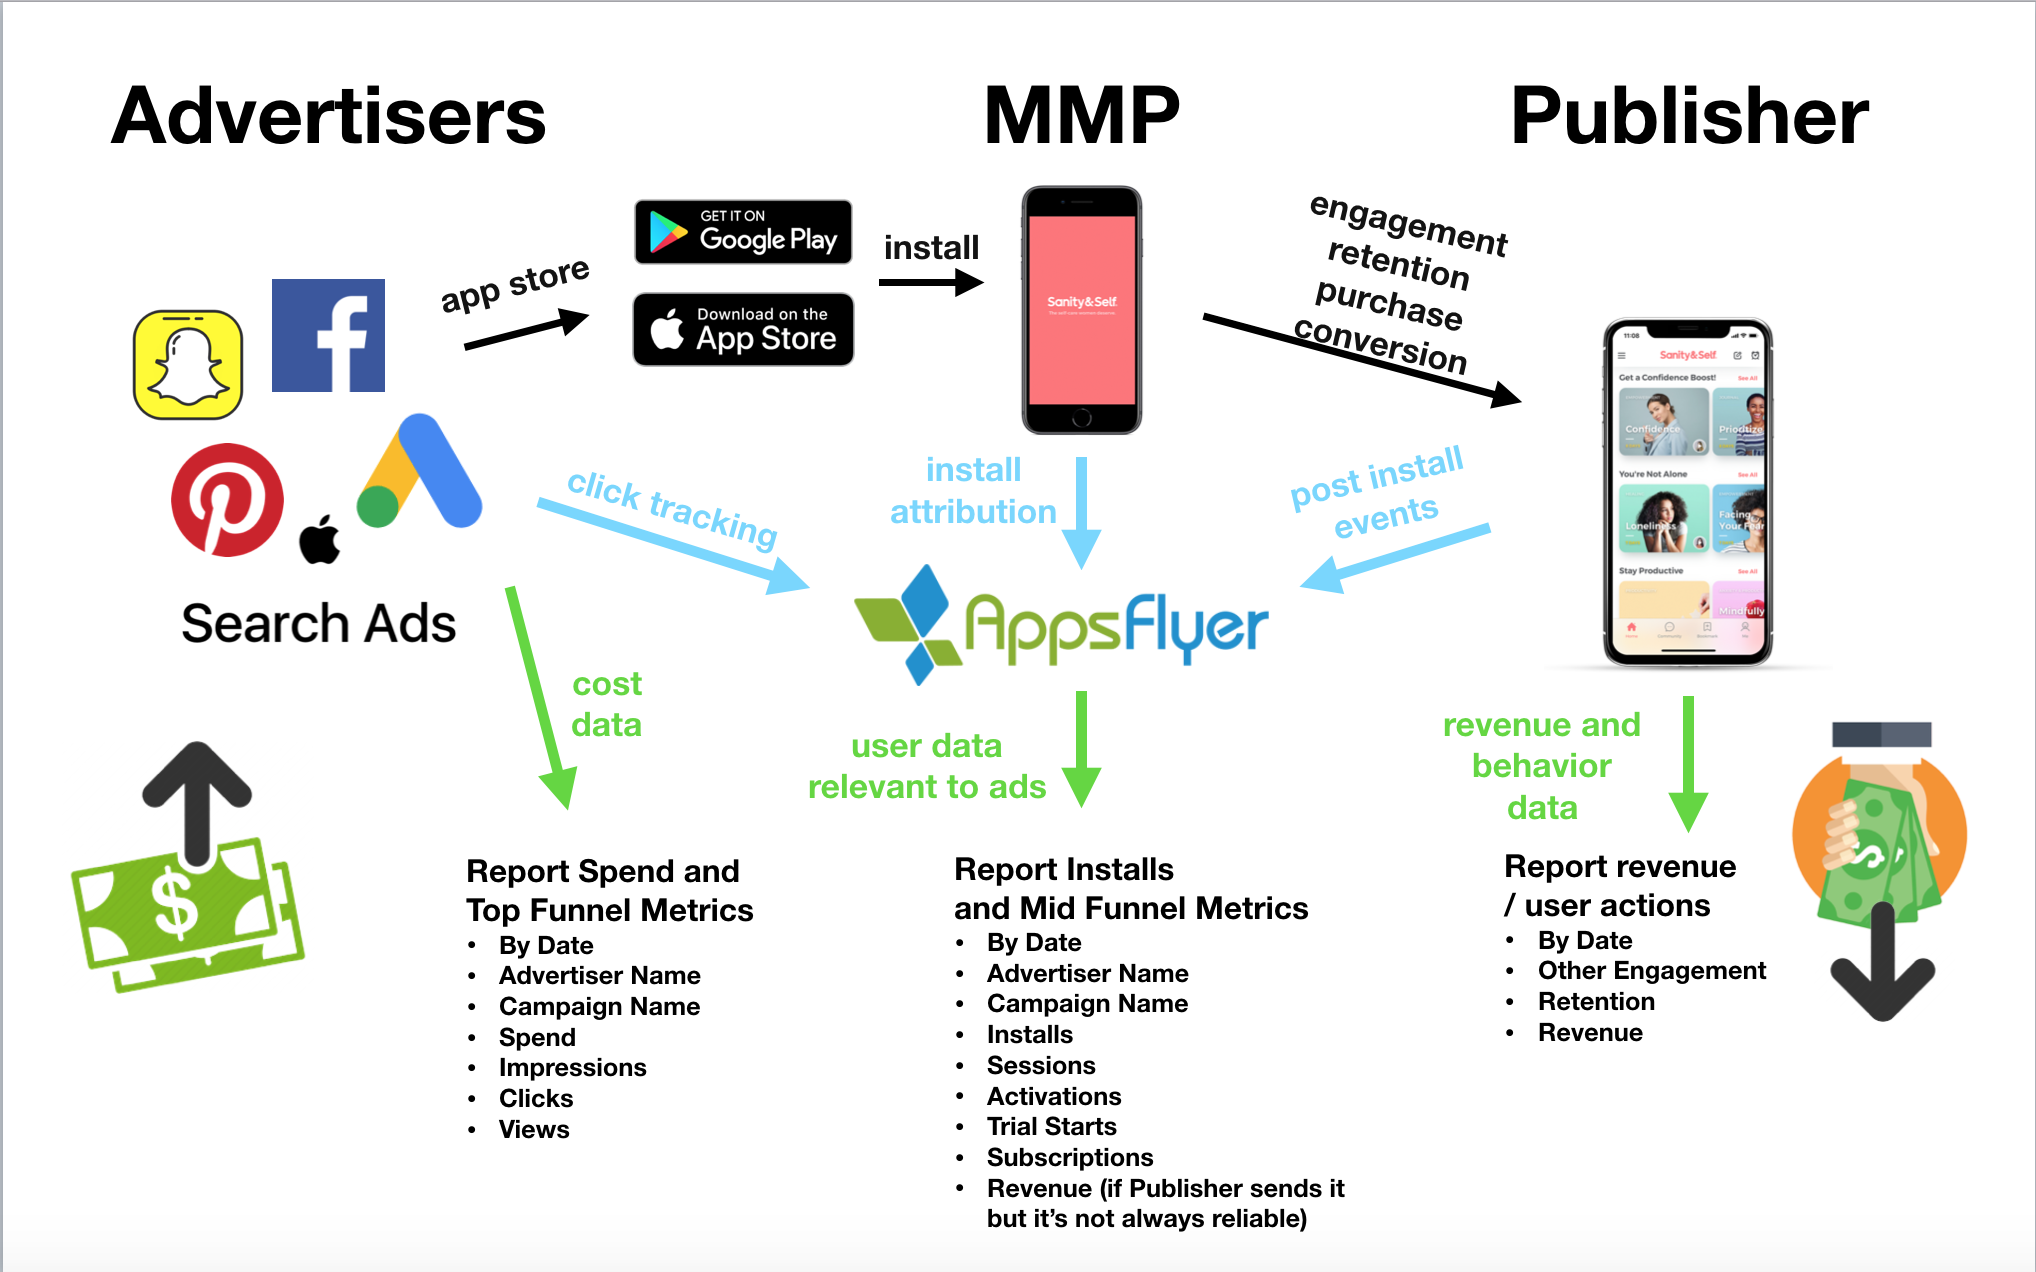 Advertisers
MMP
Publisher
app store
GET IT ON
Google Play
Download on the
App Store
install
Sanity&Self.
engagement
retention
purchase
conversion
11:08
Sanity&Self.
Get a Confidence Boost!
See All
Confidence
Prioritize
You're Not Alone
See All
Loneliness
Facing
Your Fear
Stay Productive
See All
Mindfully
Search Ads
click tracking
install
attribution
post install
events
AppsFlyer
cost
data
user data
relevant to ads
revenue and
behavior
data
$
$
Report Spend and
Top Funnel Metrics
• By Date
• Advertiser Name
• Campaign Name
• Spend
• Impressions
• Clicks
• Views
Report Installs
and Mid Funnel Metrics
• By Date
• Advertiser Name
• Campaign Name
• Installs
• Sessions
• Activations
• Trial Starts
• Subscriptions
• Revenue (if Publisher sends it
but it’s not always reliable)
Report revenue
/ user actions
• By Date
• Other Engagement
• Retention
• Revenue